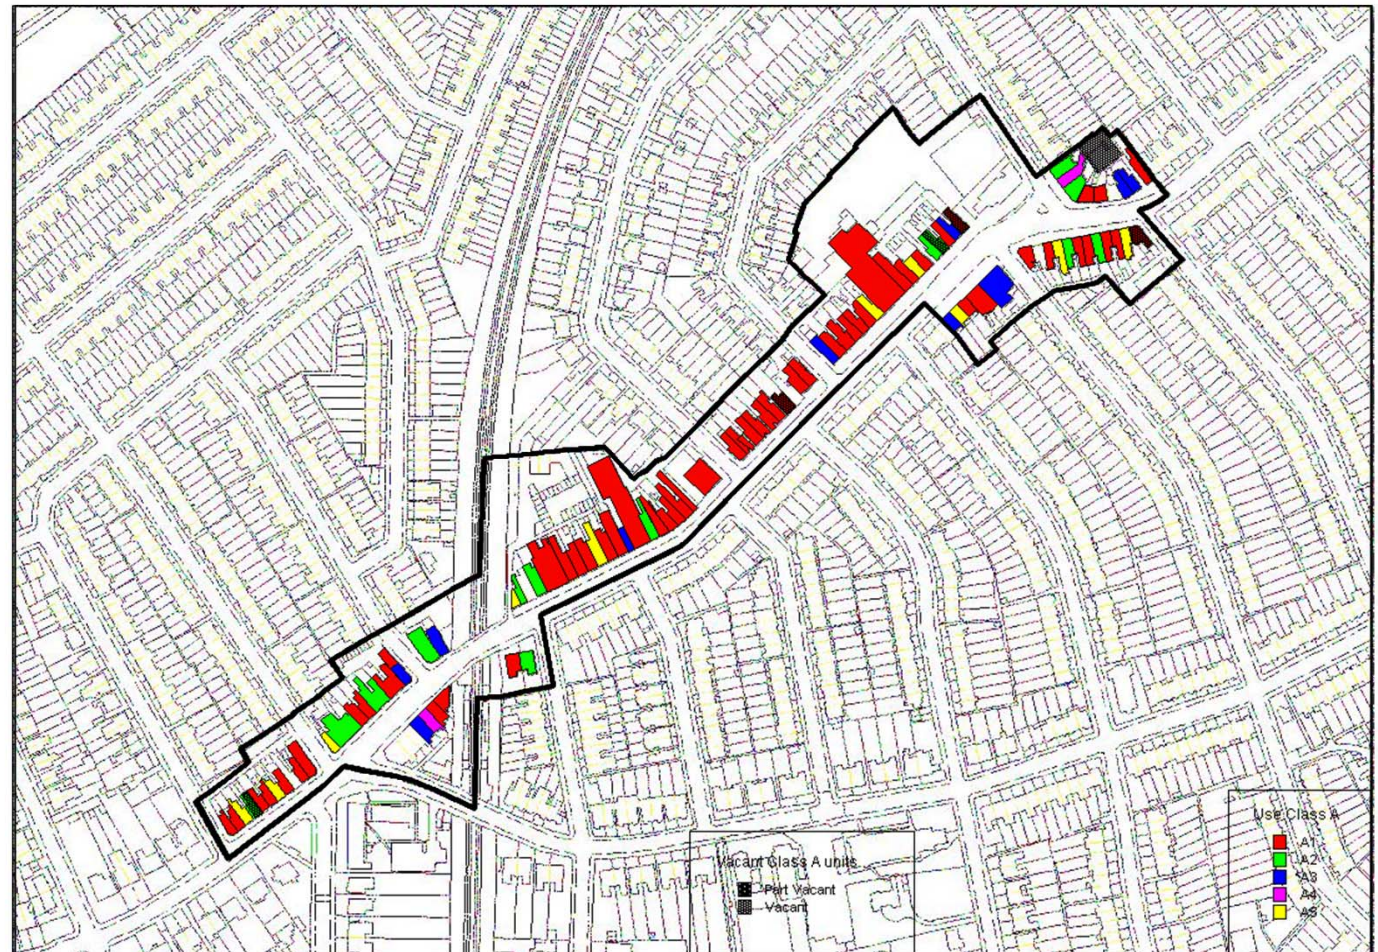 Vacant Class A units
Part Vacant
Vacant
Use Class A
A1
A2
A3
A4
A5